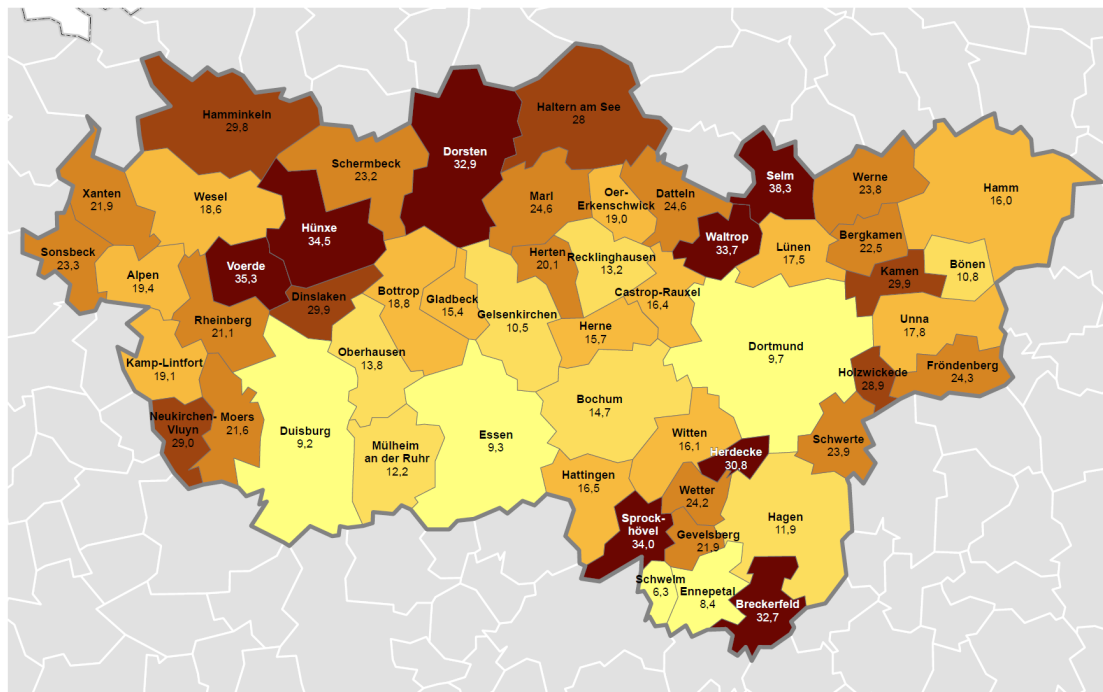 Hamminkeln
29,8
Haltern am See
28
Dorsten
32,9
Schermbeck
23,2
Selm
38,3
Werne
23,8
Hamm
16,0
Xanten
21,9
Wesel
18,6
Marl
24,6
Oer-
Erkenschwick
19,0
Datteln
24,6
Hünxe
34,5
Waltrop
33,7
Bergkamen
22,5
Sonsbeck
23,3
Alpen
19,4
Voerde
35,3
Herten
20,1
Recklinghausen
13,2
Lünen
17,5
Kamen
29,9
Bönen
10,8
Dinslaken
29,9
Bottrop
18,8
Gladbeck
15,4
Gelsenkirchen
10,5
Castrop-Rauxel
16,4
Rheinberg
21,1
Herne
15,7
Unna
17,8
Oberhausen
13,8
Dortmund
9,7
Kamp-Lintfort
19,1
Holzwickede
28,9
Fröndenberg
24,3
Bochum
14,7
Neukirchen-
Vluyn
29,0
Moers
21,6
Duisburg
9,2
Mülheim
an der Ruhr
12,2
Essen
9,3
Witten
16,1
Schwerte
23,9
Herdecke
30,8
Hattingen
16,5
Wetter
24,2
Sprock-
hövel
34,0
Hagen
11,9
Gevelsberg
21,9
Schwelm
6,3
Ennepetal
8,4
Breckerfeld
32,7